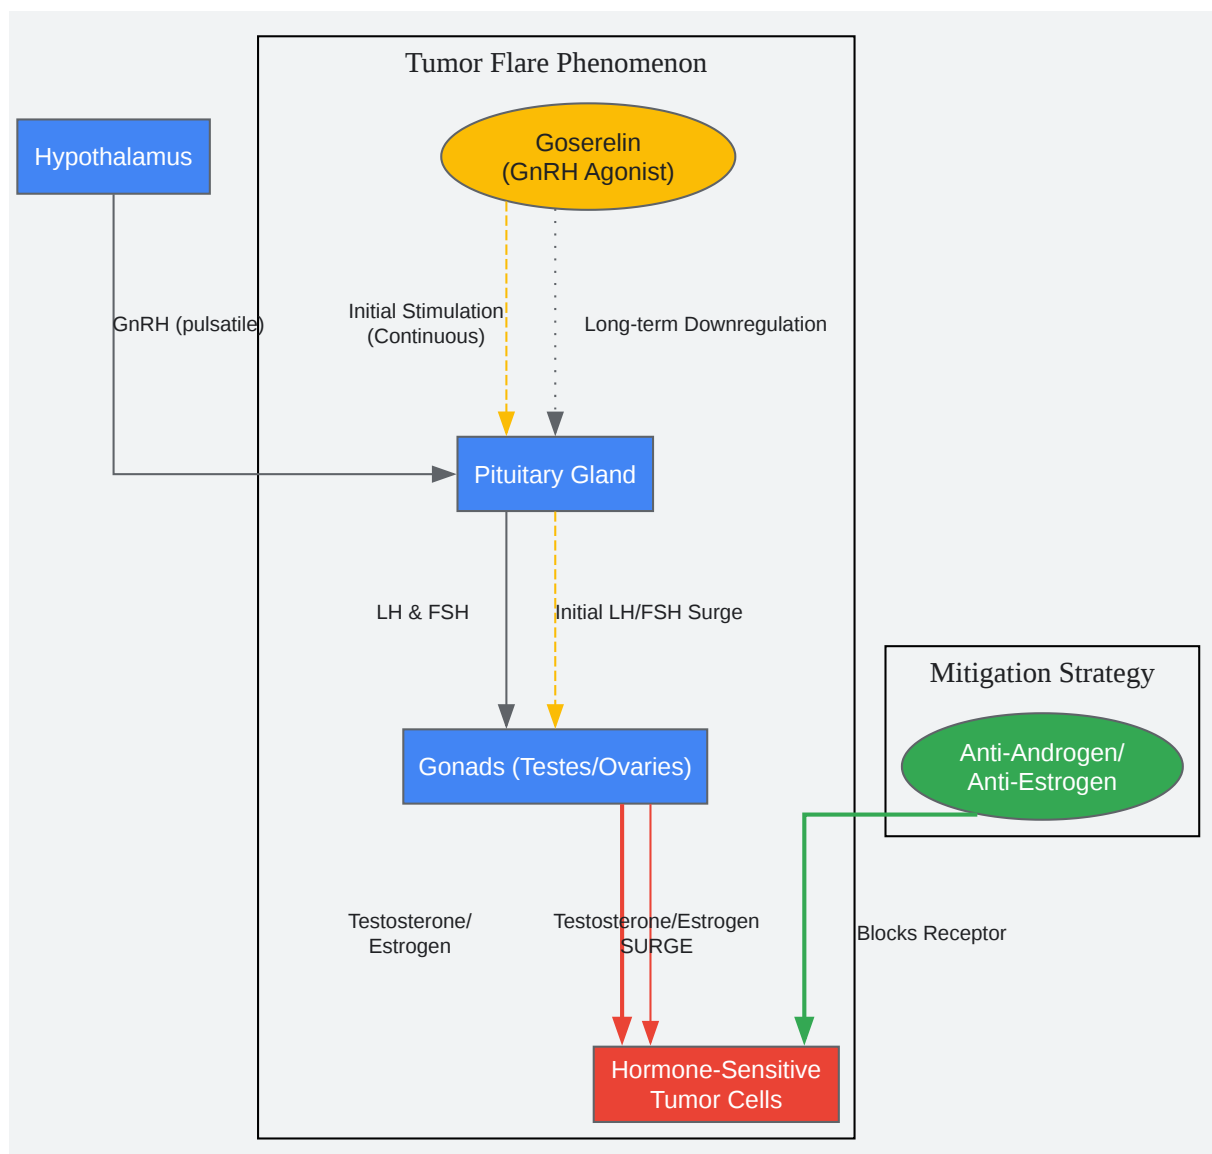 Tumor Flare Phenomenon
Hypothalamus
Goserelin
(GnRH Agonist)
GnRH (pulsatile)
Initial Stimulation
(Continuous)
Long-term Downregulation
Pituitary Gland
LH & FSH
Initial LH/FSH Surge
Mitigation Strategy
Anti-Androgen/
Anti-Estrogen
Gonads (Testes/Ovaries)
Testosterone/
Estrogen
Testosterone/Estrogen
SURGE
Blocks Receptor
Hormone-Sensitive
Tumor Cells